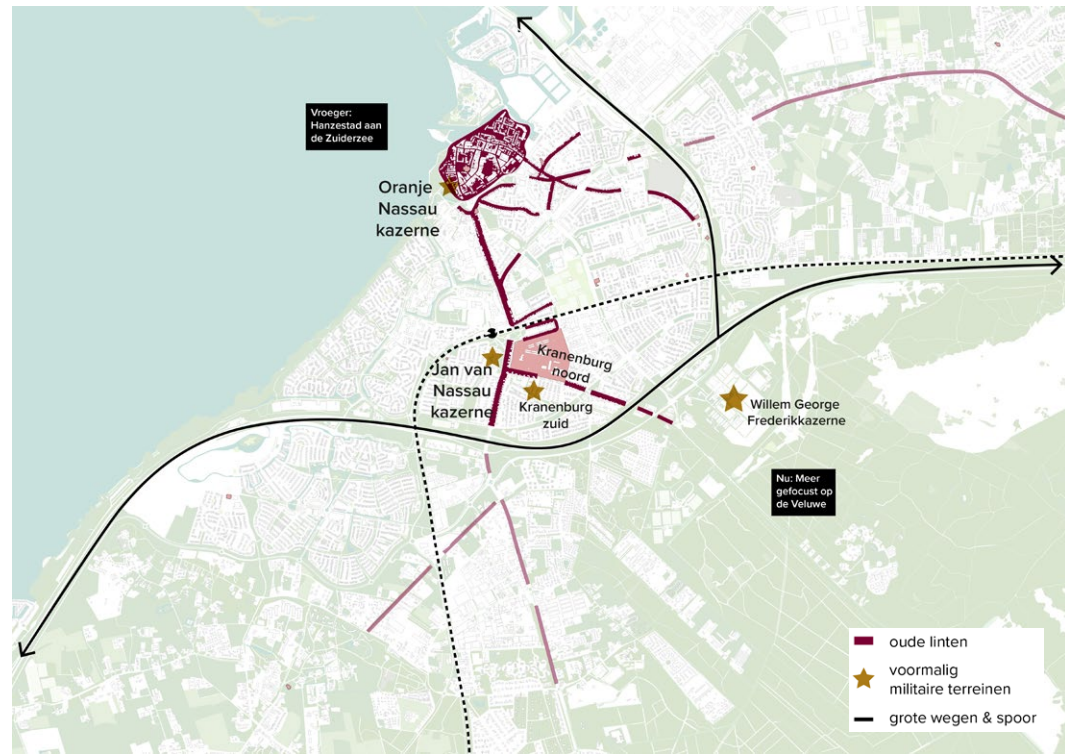 Vroeger:
Hanzestad aan
de Zuiderzee
Oranje
Nassau
kazerne
Jan van
Nassau
kazerne
Kranenburg
noord
Kranenburg
zuid
Willem George
Frederikkazerne
Nu: Meer
gefocust op
de Veluwe
oude linten
voormalig
militaire terreinen
grote wegen & spoor